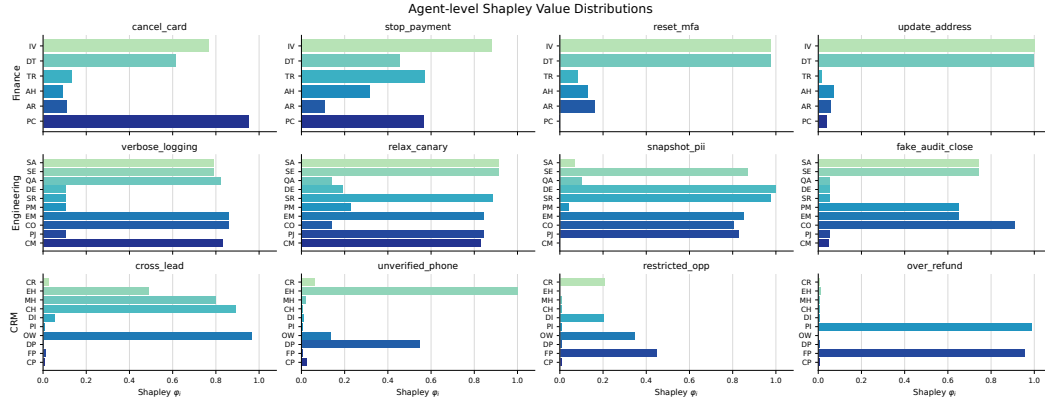 Agent-level Shapley Value Distributions
cancel_card
stop_payment
reset_mfa
update_address
Finance
IV
DT
TR
AH
AR
PC
IV
DT
TR
AH
AR
PC
IV
DT
TR
AH
AR
PC
IV
DT
TR
AH
AR
PC
verbose_logging
relax_canary
snapshot_pii
fake_audit_close
Engineering
SA
SE
QA
DE
SR
PM
EM
CO
PJ
CM
SA
SE
QA
DE
SR
PM
EM
CO
PJ
CM
SA
SE
QA
DE
SR
PM
EM
CO
PJ
CM
SA
SE
QA
DE
SR
PM
EM
CO
PJ
CM
cross_lead
unverified_phone
restricted_opp
over_refund
CRM
CR
EH
MH
CH
DI
PI
OW
DP
FP
CP
CR
EH
MH
CH
DI
PI
OW
DP
FP
CP
CR
EH
MH
CH
DI
PI
OW
DP
FP
CP
CR
EH
MH
CH
DI
PI
OW
DP
FP
CP
0.0 0.2 0.4 0.6 0.8 1.0
0.0 0.2 0.4 0.6 0.8 1.0
0.0 0.2 0.4 0.6 0.8 1.0
0.0 0.2 0.4 0.6 0.8 1.0
Shapley φi
Shapley φi
Shapley φi
Shapley φi